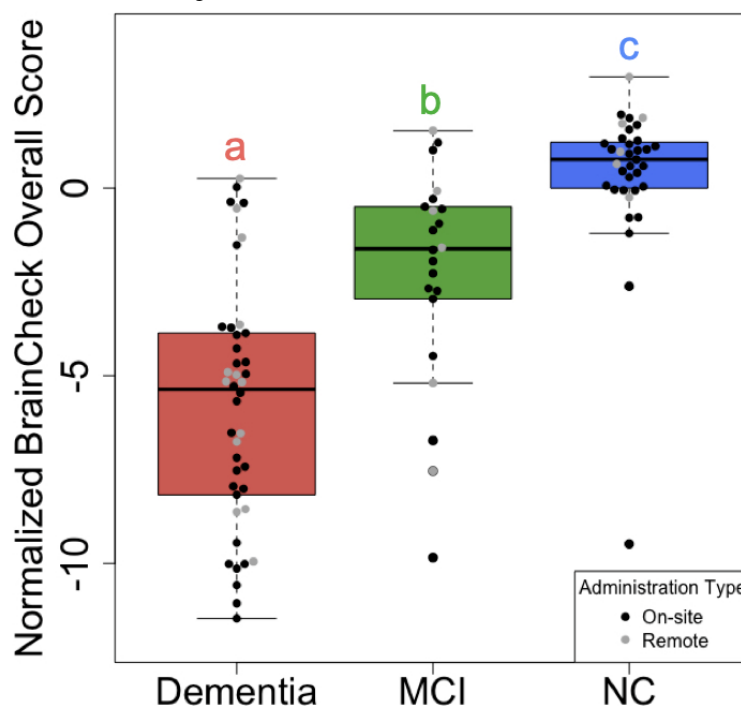 Normalized BrainCheck Overall Score
0
-5
-10
a
b
c
Administration Type
On-site
Remote
Dementia MCI NC